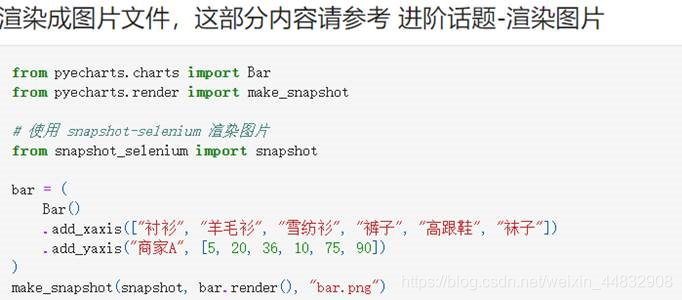 渲染成图片文件，这部分内容请参考 进阶话题-渲染图片
from pyecharts.charts import Bar
from pyecharts.render import make_snapshot
# 使用 snapshot-selenium 渲染图片
from snapshot_selenium import snapshot
bar = (
    Bar()
    .add_xaxis(["衬衫", "羊毛衫", "雪纺衫", "裤子", "高跟鞋", "袜子"])
    .add_yaxis("商家A", [5, 20, 36, 10, 75, 90])
)
make_snapshot(snapshot, bar.render(), "bar.png")
https://blog.csdn.net/weixin_44832908